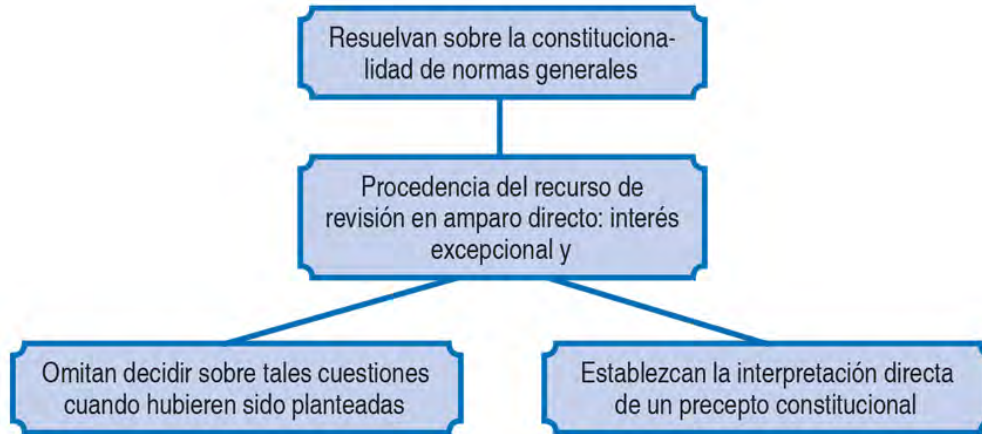 Resuelvan sobre la constituciona-
lidad de normas generales
Procedencia del recurso de
revisión en amparo directo: interés
excepcional y
Omitan decidir sobre tales cuestiones
cuando hubieren sido planteadas
Establezcan la interpretación directa
de un precepto constitucional